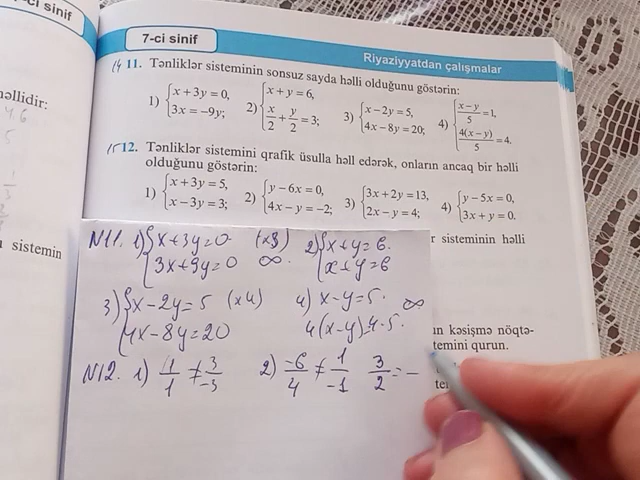 -ci sinif
7-ci sinif
Riyaziyyatdan çalışmalar
14 11. Tənliklər sisteminin sonsuz sayda həlli olduğunu göstərin:
1) { x + 3y = 0, 3x = −9y; 2) { x + y = 6, x/2 + y/2 = 3; 3) { x − 2y = 5, 4x − 8y = 20; 4) { (x−y)/5 = 1, 4(x−y)/5 = 4.
15 12. Tənliklər sistemini qrafik üsulla həll edərək, onların ancaq bir həlli
olduğunu göstərin:
1) { x + 3y = 5, x − 3y = 3; 2) { y − 6x = 0, 4x − y = −2; 3) { 3x + 2y = 13, 2x − y = 4; 4) { y − 5x = 0, 3x + y = 0.
əllidir:
sistemin
r sisteminin həlli
ın kəsişmə nöqtə-
temini qurun.
N11. 1) { x+3y=0 (x3) 2) { x+y=6.
3x+9y=0 ∞. x+y=6
3) { x−2y=5 (x4) 4) x−y=5. ∞
4x−8y=20 4(x−y)=4·5.
N12. 1) 1/1 ≠ 3/−3 2) −6/4 ≠ 1/−1 3/2 = −